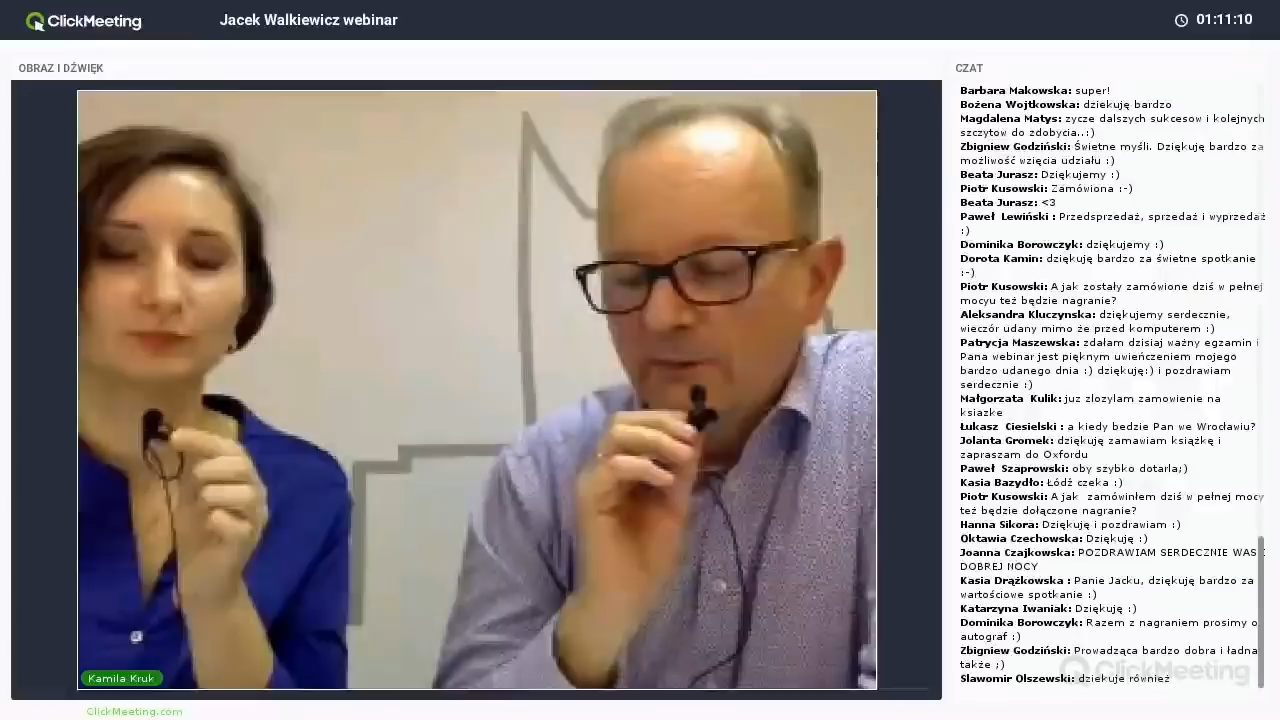 ClickMeeting
Jacek Walkiewicz webinar
01:11:10
OBRAZ I DŹWIĘK
CZAT
Barbara Makowska: super!
Bożena Wojtkowska: dziekuję bardzo
Magdalena Matys: zycze dalszych sukcesow i kolejnych
szczytow do zdobycia..:)
Zbigniew Godziński: Świetne myśli. Dziękuję bardzo za
możliwość wzięcia udziału :)
Beata Jurasz: Dziękujemy :)
Piotr Kusowski: Zamówiona :-)
Beata Jurasz: <3
Paweł Lewiński : Przedsprzedaż, sprzedaż i wyprzedaż
:)
Dominika Borowczyk: dziękujemy :)
Dorota Kamin: dziękuję bardzo za świetne spotkanie
:-)
Piotr Kusowski: A jak zostały zamówione dziś w pełnej
mocyu też będzie nagranie?
Aleksandra Kluczynska: dziękujemy serdecznie,
wieczór udany mimo że przed komputerem :)
Patrycja Maszewska: zdałam dzisiaj ważny egzamin i
Pana webinar jest pięknym uwieńczeniem mojego
bardzo udanego dnia :) dziękuję:) i pozdrawiam
serdecznie :)
Małgorzata Kulik: juz zlozylam zamowienie na
ksiazke
Łukasz Ciesielski : a kiedy bedzie Pan we Wrocławiu?
Jolanta Gromek: dziękuję zamawiam książkę i
zapraszam do Oxfordu
Paweł Szaprowski: oby szybko dotarła;)
Kasia Bazydło: Łódź czeka :)
Piotr Kusowski: A jak zamówinłem dziś w pełnej mocy
też będzie dołączone nagranie?
Hanna Sikora: Dziękuję i pozdrawiam :)
Oktawia Czechowska: Dziękuję :)
Joanna Czajkowska: POZDRAWIAM SERDECZNIE WAS I
DOBREJ NOCY
Kasia Drążkowska : Panie Jacku, dziękuję bardzo za
wartościowe spotkanie :)
Katarzyna Iwaniak: Dziękuję :)
Dominika Borowczyk: Razem z nagraniem prosimy o
autograf :)
Zbigniew Godziński: Prowadząca bardzo dobra i ładna
także ;)
Slawomir Olszewski: dziekuje również
ClickMeeting
Kamila Kruk
ClickMeeting.com